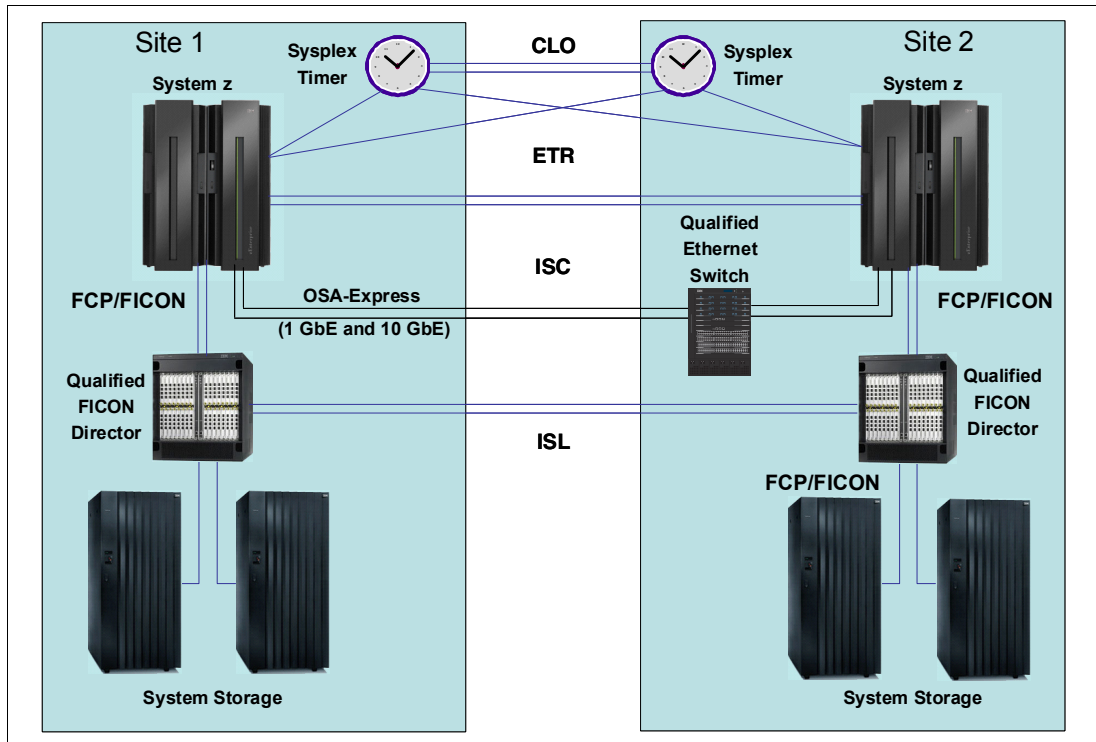 Site 1
Sysplex
Timer
CLO
Sysplex
Timer
Site 2
System z
System z
ETR
Qualified
Ethernet
Switch
ISC
FCP/FICON
OSA-Express
(1 GbE and 10 GbE)
FCP/FICON
Qualified
FICON
Director
Qualified
FICON
Director
ISL
FCP/FICON
System Storage
System Storage